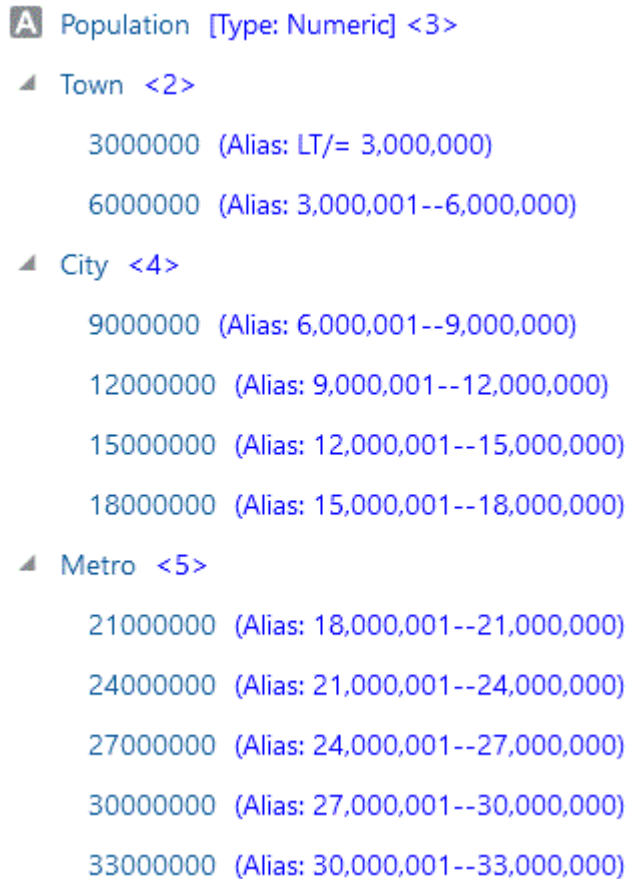 A Population [Type: Numeric] <3>
Town <2>
3000000 (Alias: LT/= 3,000,000)
6000000 (Alias: 3,000,001--6,000,000)
City <4>
9000000 (Alias: 6,000,001--9,000,000)
12000000 (Alias: 9,000,001--12,000,000)
15000000 (Alias: 12,000,001--15,000,000)
18000000 (Alias: 15,000,001--18,000,000)
Metro <5>
21000000 (Alias: 18,000,001--21,000,000)
24000000 (Alias: 21,000,001--24,000,000)
27000000 (Alias: 24,000,001--27,000,000)
30000000 (Alias: 27,000,001--30,000,000)
33000000 (Alias: 30,000,001--33,000,000)